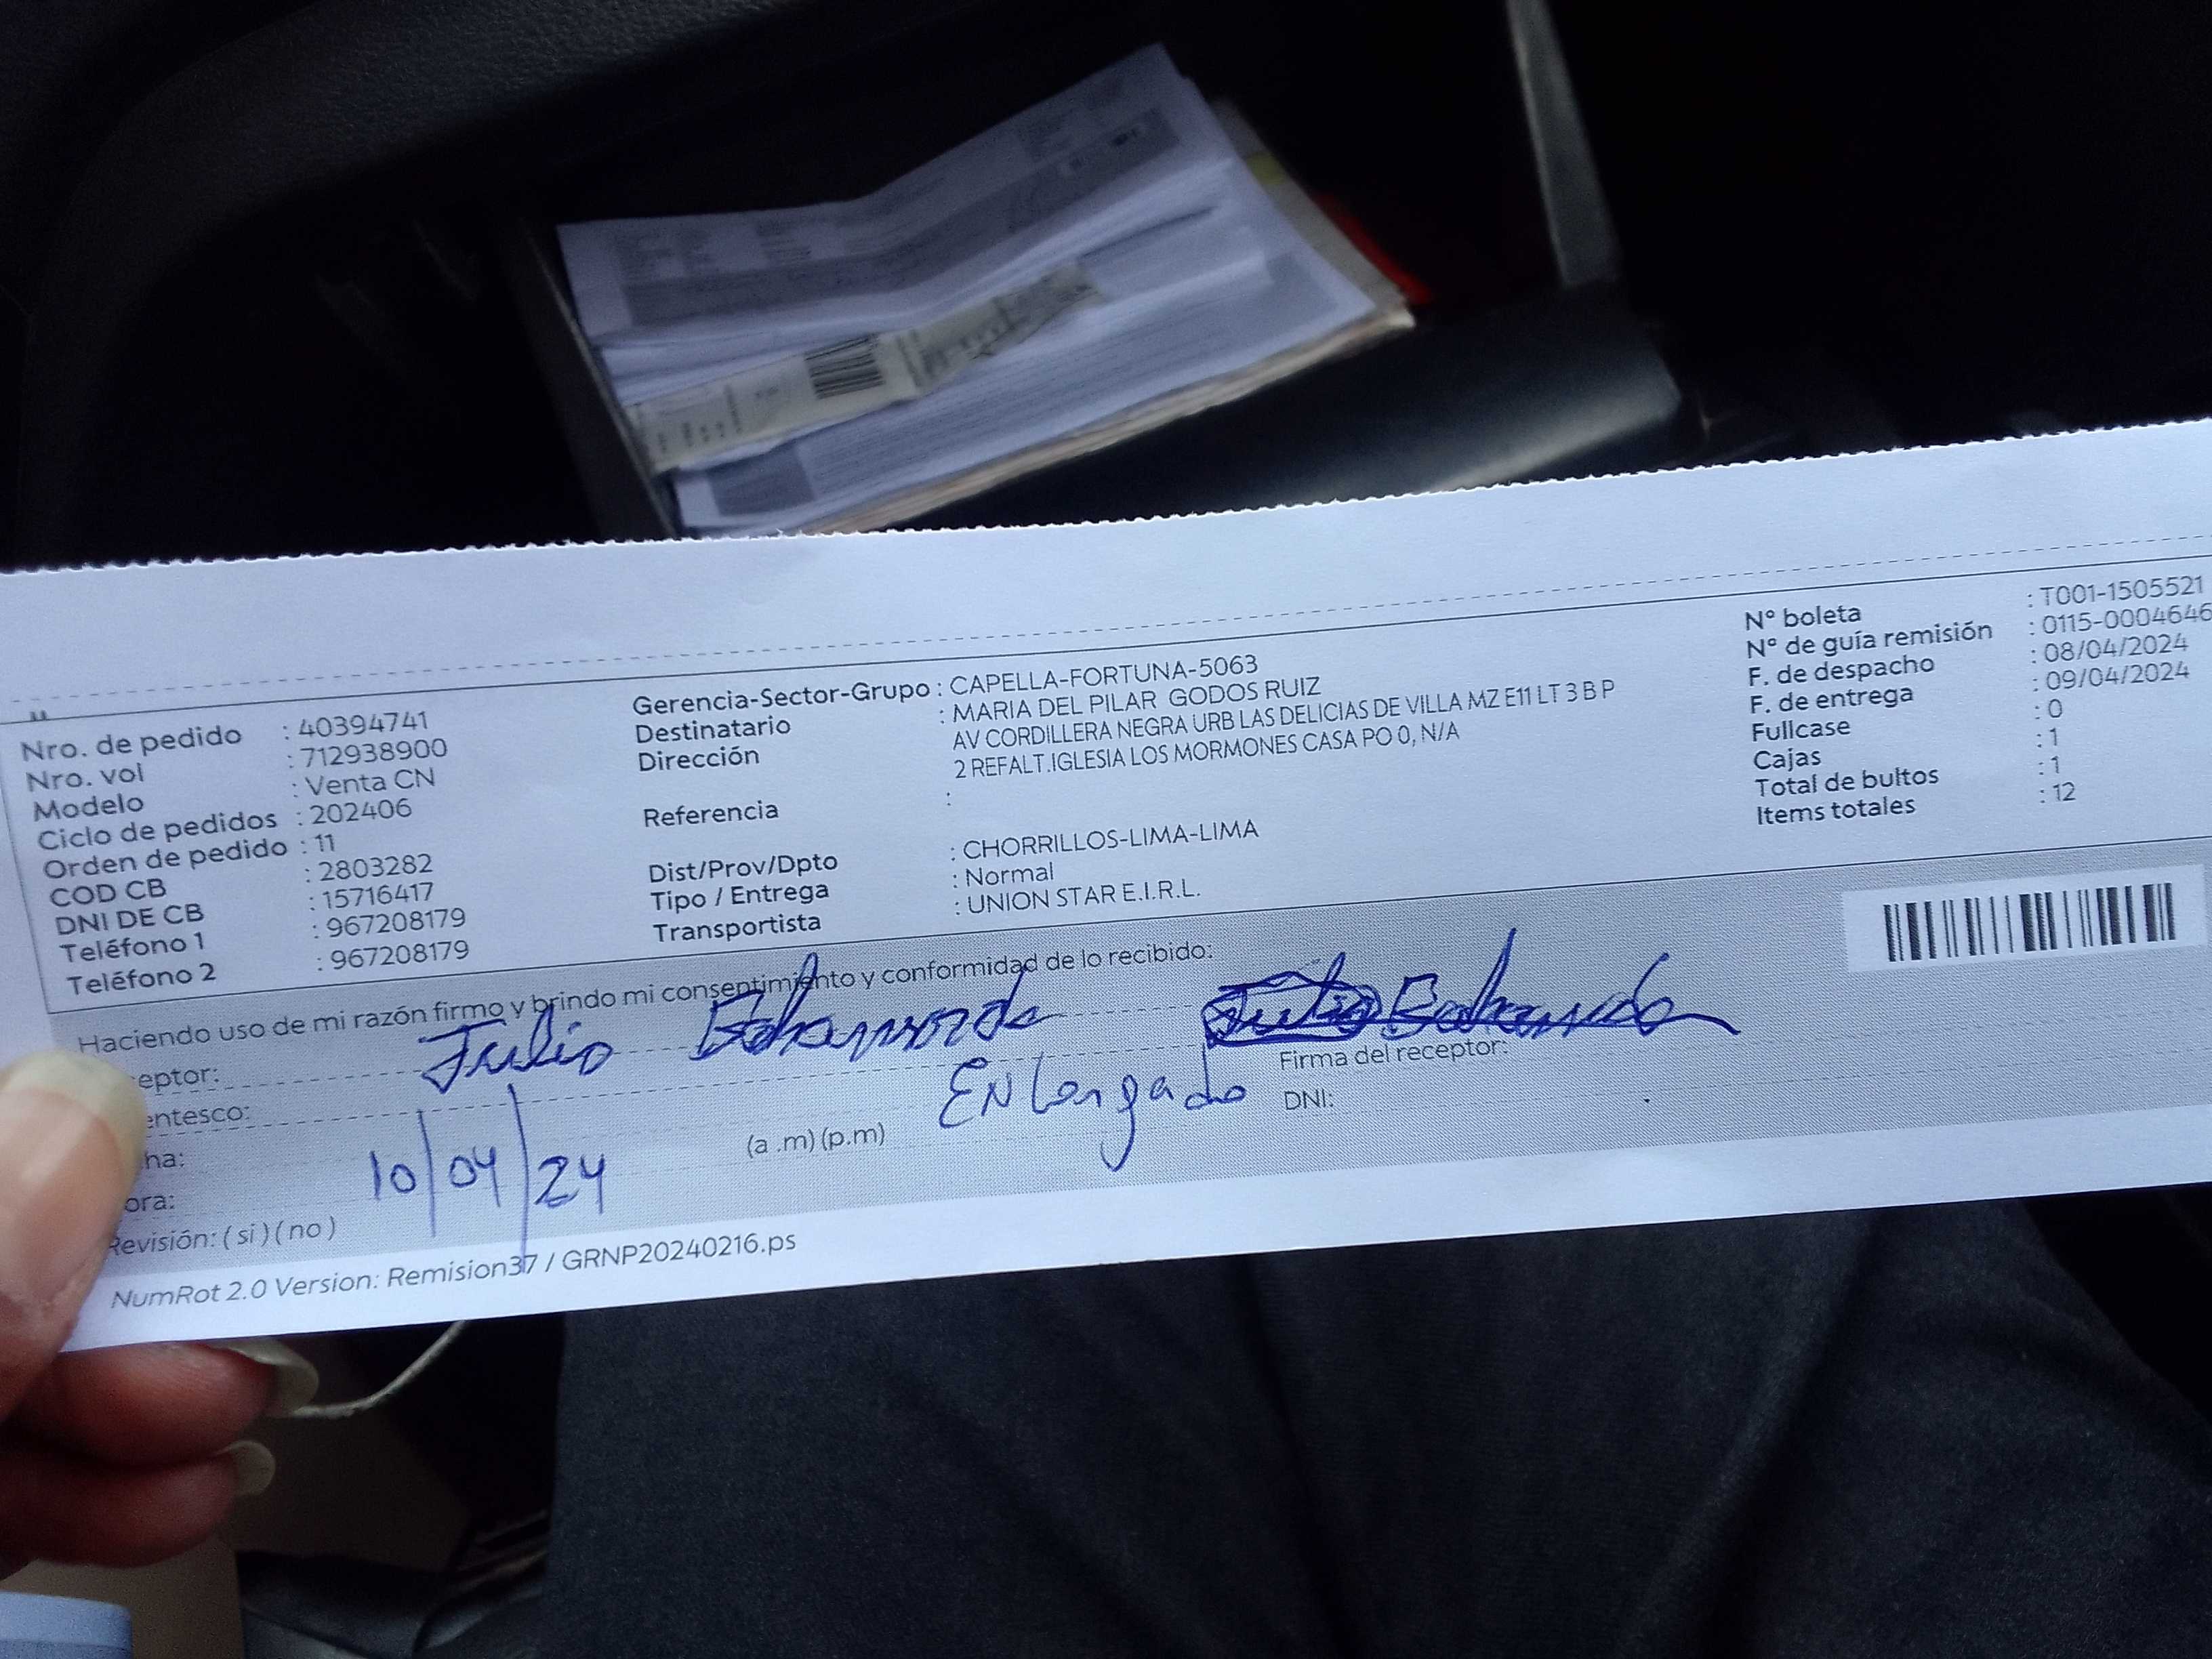 Nro. de pedido : 40394741
Nro. vol : 712938900
Modelo : Venta CN
Ciclo de pedidos : 202406
Orden de pedido : 11
COD CB : 2803282
DNI DE CB : 15716417
Teléfono 1 : 967208179
Teléfono 2 : 967208179
Gerencia-Sector-Grupo : CAPELLA-FORTUNA-5063
Destinatario : MARIA DEL PILAR GODOS RUIZ
Dirección AV CORDILLERA NEGRA URB LAS DELICIAS DE VILLA MZ E11 LT 3 B P
2 REFALT.IGLESIA LOS MORMONES CASA PO 0, N/A
Referencia :
Dist/Prov/Dpto : CHORRILLOS-LIMA-LIMA
Tipo / Entrega : Normal
Transportista : UNION STAR E.I.R.L.
N° boleta : T001-1505521
N° de guía remisión : 0115-0004646
F. de despacho : 08/04/2024
F. de entrega : 09/04/2024
Fullcase : 0
Cajas : 1
Total de bultos : 1
Items totales : 12
Haciendo uso de mi razón firmo y brindo mi consentimiento y conformidad de lo recibido:
eptor: Julio
entesco:
ha: 10/04/24
ora: (a .m) (p.m)
Revisión: ( si ) ( no )
Firma del receptor:
DNI:
NumRot 2.0 Version: Remision37 / GRNP20240216.ps